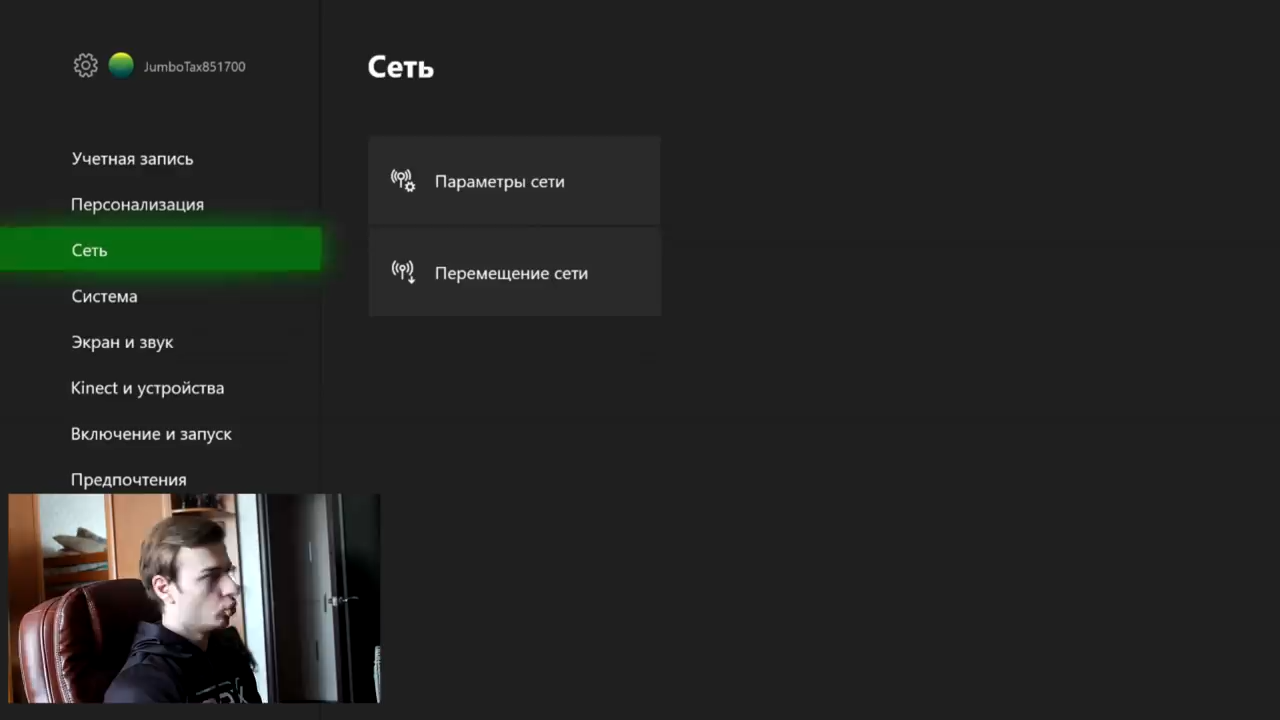 JumboTax851700
Сеть
Учетная запись
Персонализация
Сеть
Система
Экран и звук
Kinect и устройства
Включение и запуск
Предпочтения
Параметры сети
Перемещение сети